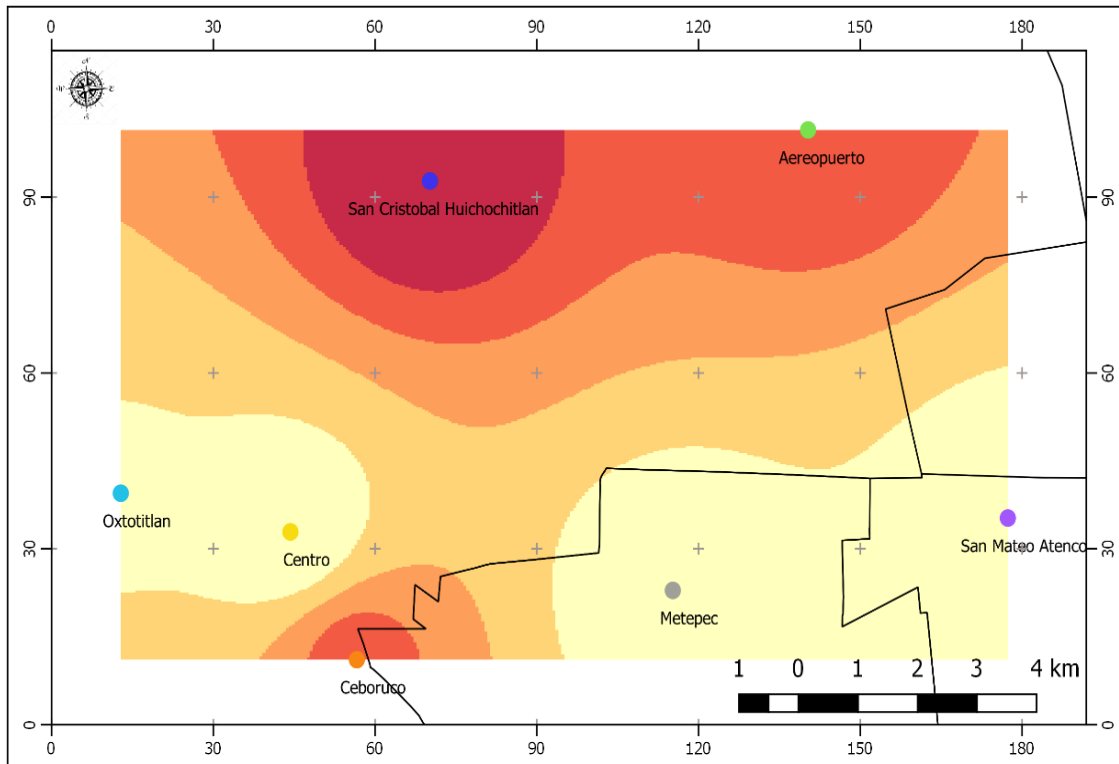 0 30 60 90 120 150 180
N
Aereopuerto
90 90
San Cristobal Huichochitlan
60 60
Oxtotitlan
30 30
San Mateo Atenco
Centro
Metepec
1 0 1 2 3 4 km
Ceboruco
0 0
0 30 60 90 120 150 180